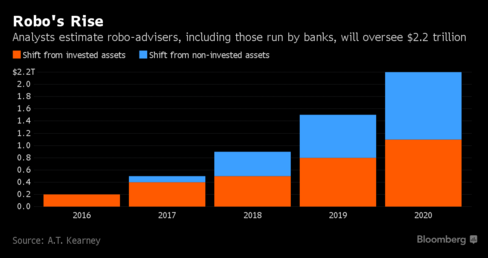 Robo's Rise
Analysts estimate robo-advisers, including those run by banks, will oversee $2.2 trillion
Shift from invested assets Shift from non-invested assets
$2.2T
2.0
1.8
1.6
1.4
1.2
1.0
0.8
0.6
0.4
0.2
0.0
2016 2017 2018 2019 2020
Source: A.T. Kearney
Bloomberg